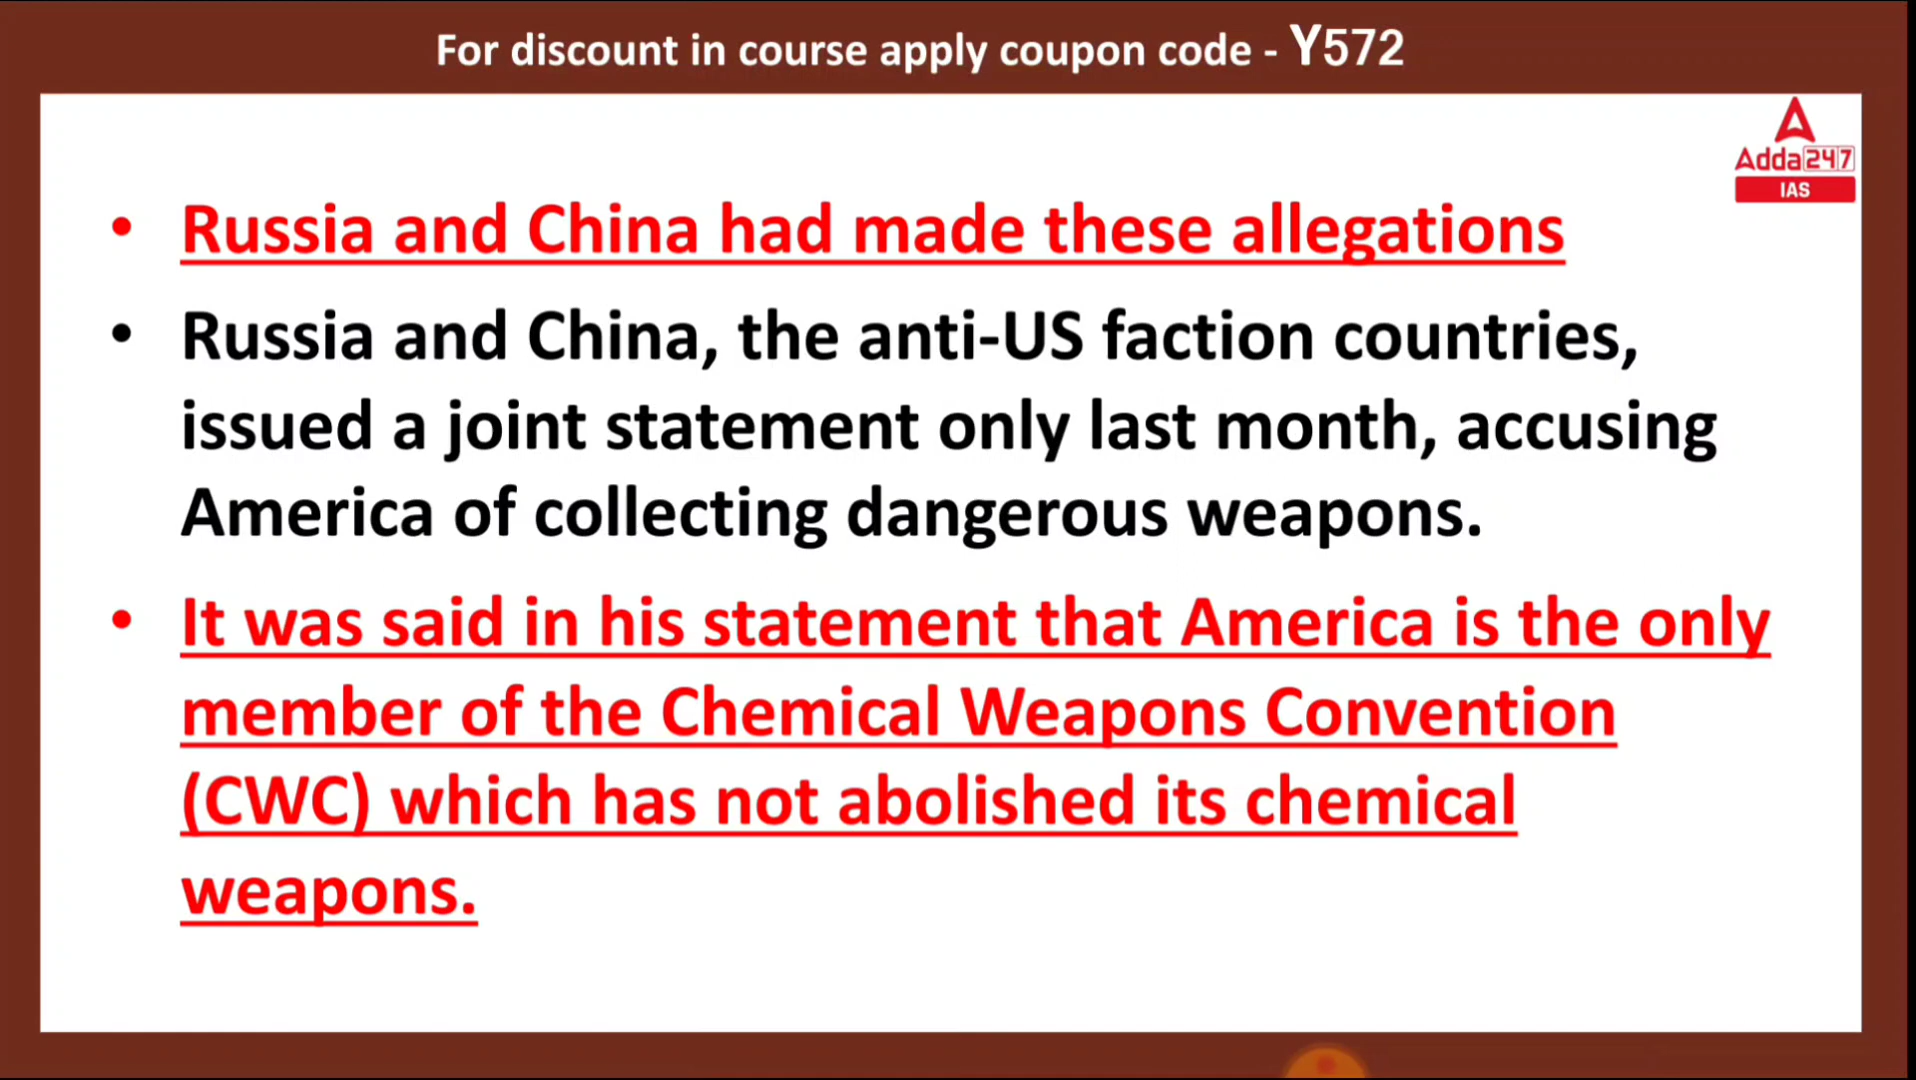 For discount in course apply coupon code - Y572
Adda247
IAS
• Russia and China had made these allegations
• Russia and China, the anti-US faction countries,
issued a joint statement only last month, accusing
America of collecting dangerous weapons.
• It was said in his statement that America is the only
member of the Chemical Weapons Convention
(CWC) which has not abolished its chemical
weapons.